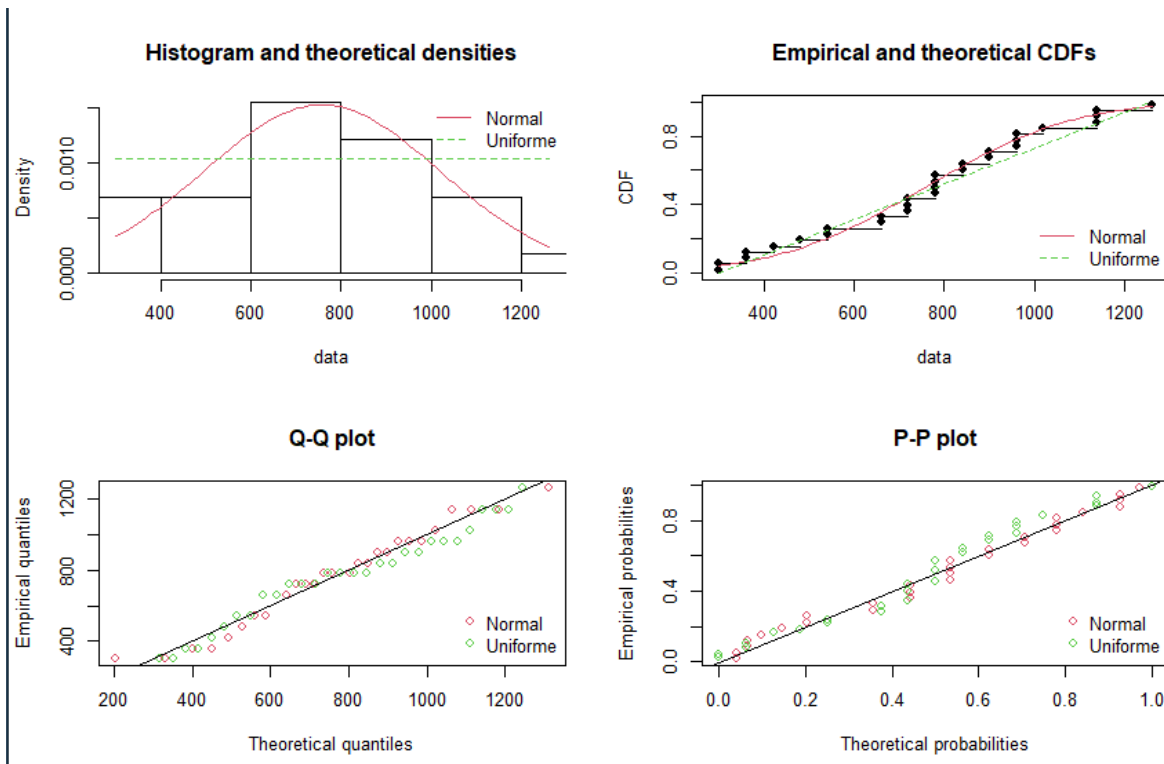 Histogram and theoretical densities
Density
0.0000
0.0010
Normal
Uniforme
400 600 800 1000 1200
data
Empirical and theoretical CDFs
CDF
0.0 0.4 0.8
Normal
Uniforme
400 600 800 1000 1200
data
Q-Q plot
Empirical quantiles
400 800 1200
Normal
Uniforme
200 400 600 800 1000 1200
Theoretical quantiles
P-P plot
Empirical probabilities
0.0 0.4 0.8
Normal
Uniforme
0.0 0.2 0.4 0.6 0.8 1.0
Theoretical probabilities